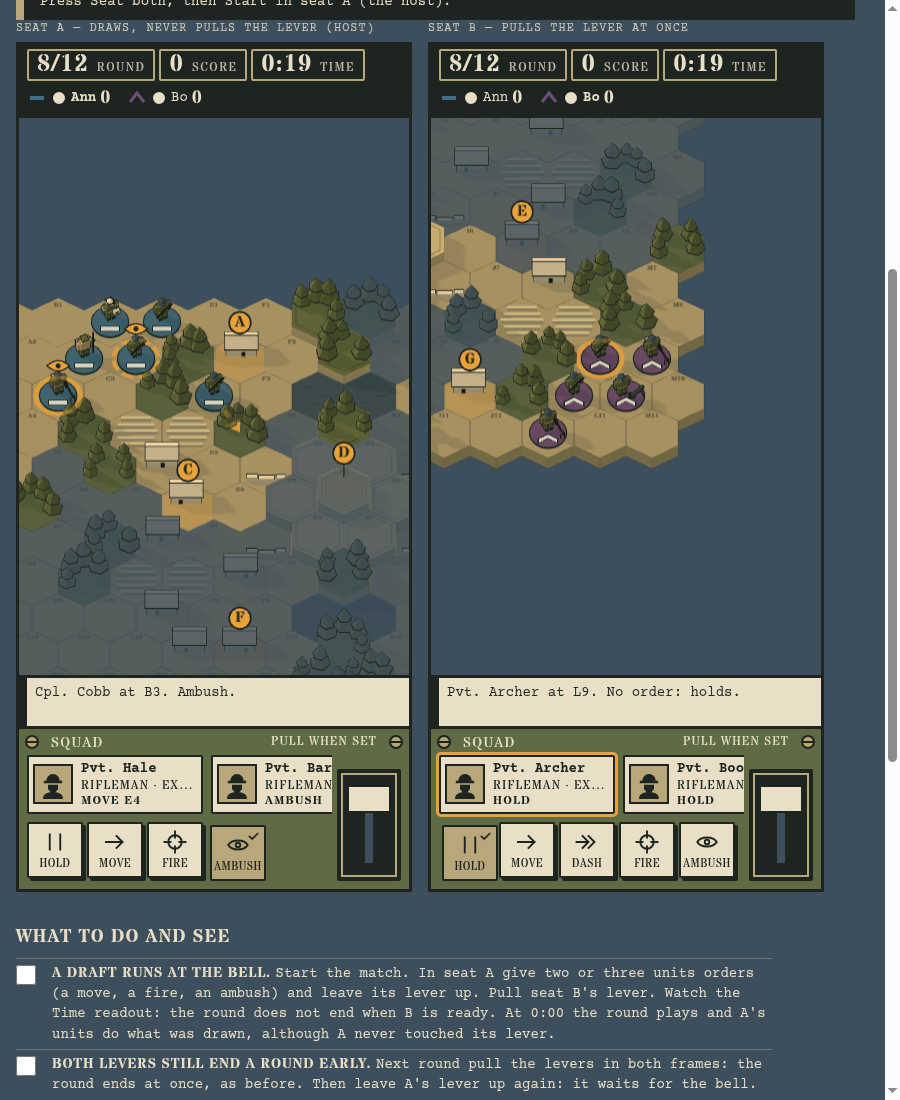 Press Seat both, then Start in seat A (the host).
SEAT A — DRAWS, NEVER PULLS THE LEVER (HOST)
8/12 ROUND 0 SCORE 0:19 TIME
Ann 0 Bo 0
A
C
D
F
Cpl. Cobb at B3. Ambush.
SQUAD PULL WHEN SET
Pvt. Hale
RIFLEMAN · EX...
MOVE E4
Pvt. Bar
RIFLEMAN
AMBUSH
HOLD MOVE FIRE AMBUSH
SEAT B — PULLS THE LEVER AT ONCE
8/12 ROUND 0 SCORE 0:19 TIME
Ann 0 Bo 0
E
G
Pvt. Archer at L9. No order: holds.
SQUAD PULL WHEN SET
Pvt. Archer
RIFLEMAN · EX...
HOLD
Pvt. Boo
RIFLEMAN
HOLD
HOLD MOVE DASH FIRE AMBUSH
WHAT TO DO AND SEE
A DRAFT RUNS AT THE BELL. Start the match. In seat A give two or three units orders
(a move, a fire, an ambush) and leave its lever up. Pull seat B's lever. Watch the
Time readout: the round does not end when B is ready. At 0:00 the round plays and A's
units do what was drawn, although A never touched its lever.
BOTH LEVERS STILL END A ROUND EARLY. Next round pull the levers in both frames: the
round ends at once, as before. Then leave A's lever up again: it waits for the bell.